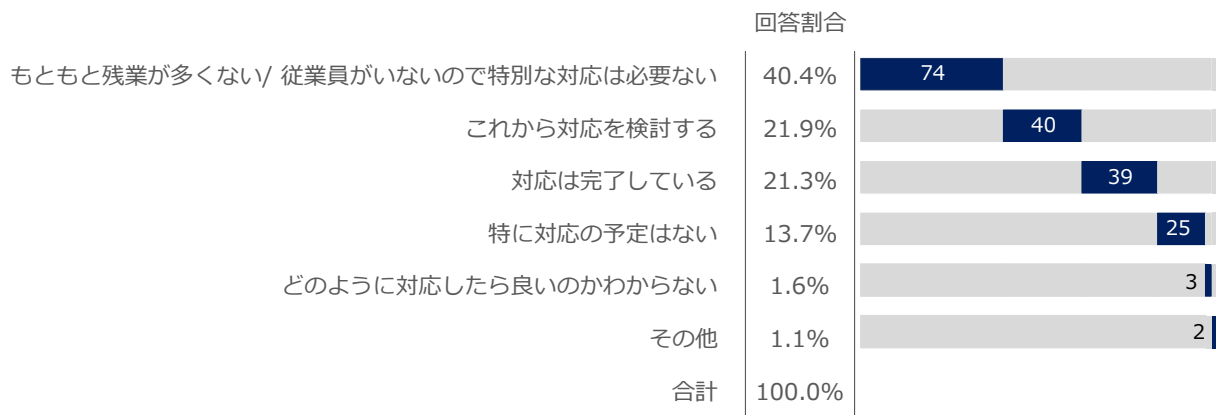 回答割合
もともと残業が多くない/ 従業員がいないので特別な対応は必要ない 40.4% 74
これから対応を検討する 21.9% 40
対応は完了している 21.3% 39
特に対応の予定はない 13.7% 25
どのように対応したら良いのかわからない 1.6% 3
その他 1.1% 2
合計 100.0%